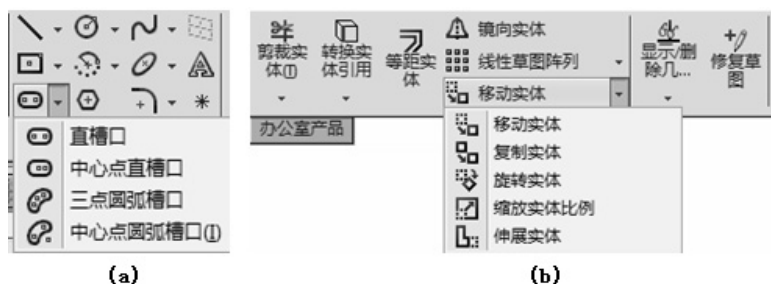 直槽口
中心点直槽口
三点圆弧槽口
中心点圆弧槽口(I)
(a)
剪裁实
体(T)
转换实
体引用
等距实
体
镜向实体
线性草图阵列
移动实体
显示/删
除几...
修复草
图
办公室产品
移动实体
复制实体
旋转实体
缩放实体比例
伸展实体
(b)